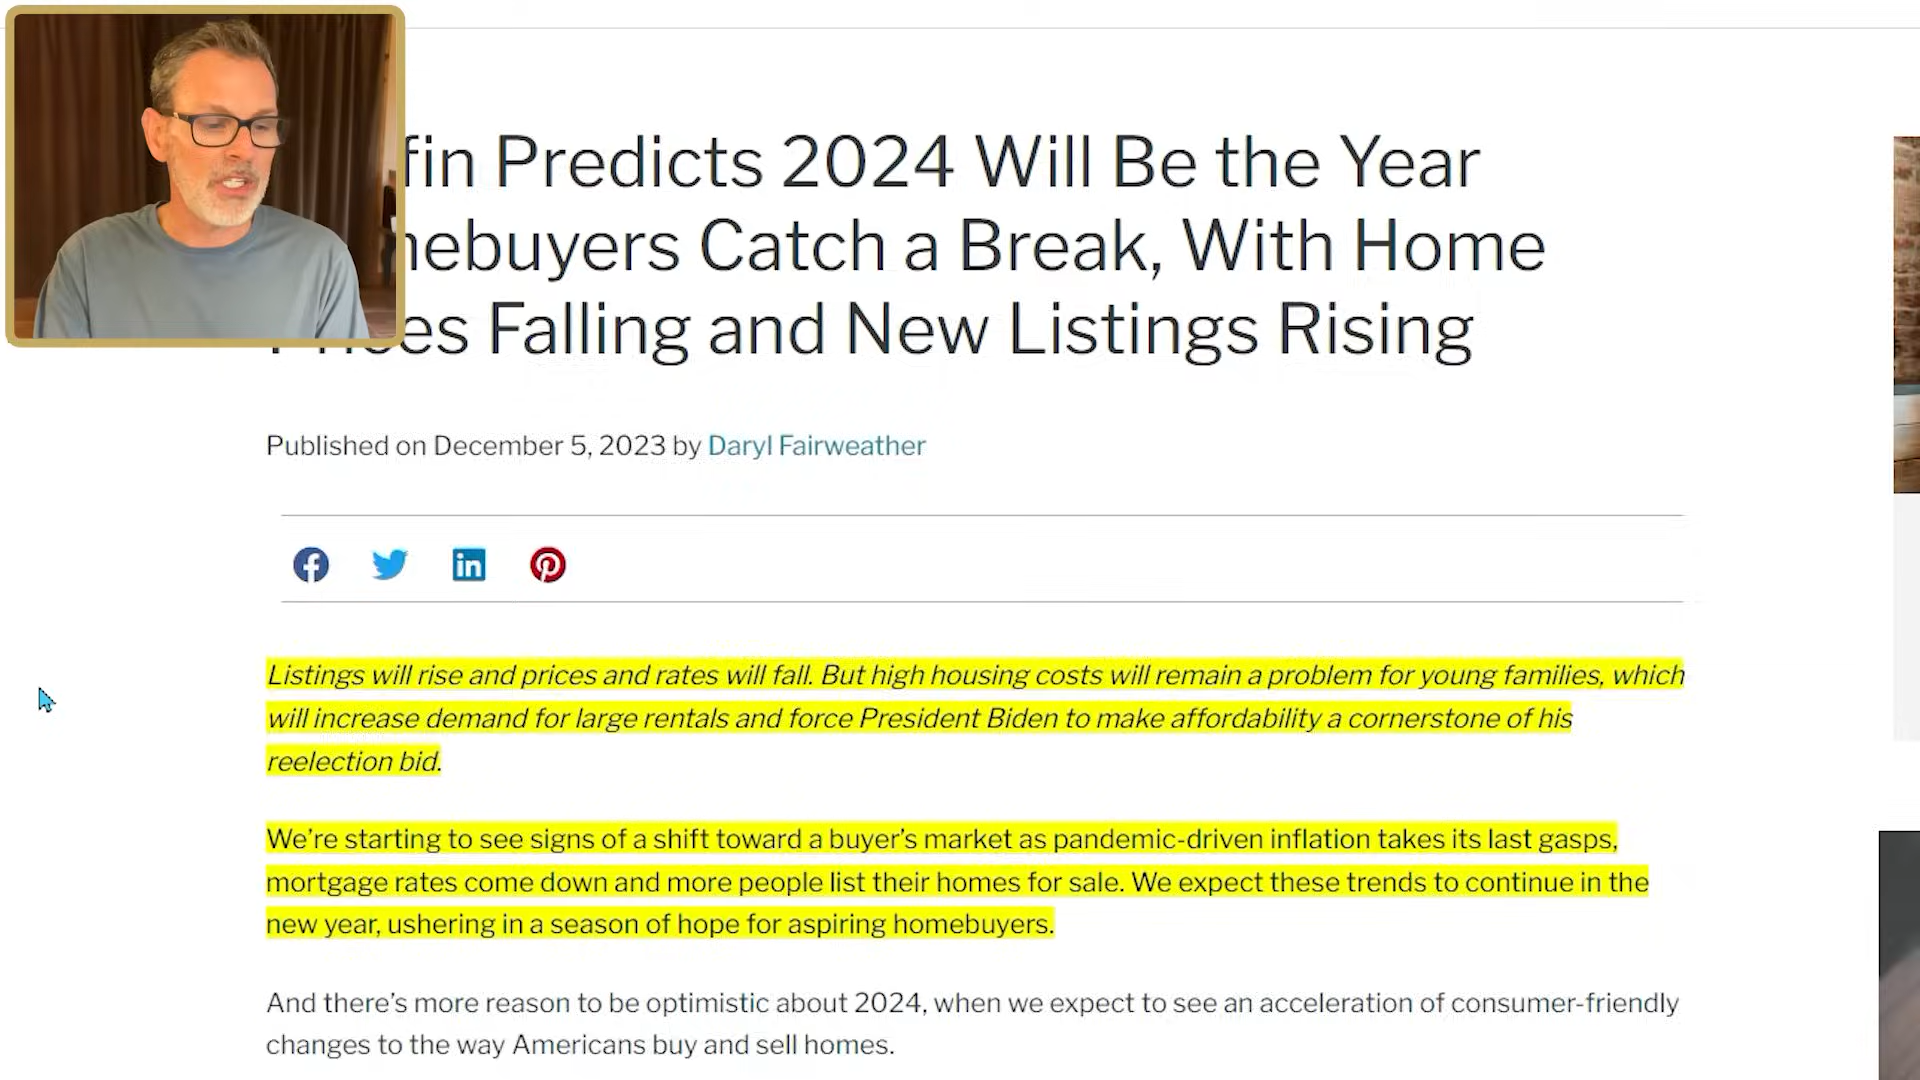 fin Predicts 2024 Will Be the Year
ebuyers Catch a Break, With Home
es Falling and New Listings Rising
Published on December 5, 2023 by Daryl Fairweather
Listings will rise and prices and rates will fall. But high housing costs will remain a problem for young families, which
will increase demand for large rentals and force President Biden to make affordability a cornerstone of his
reelection bid.
We’re starting to see signs of a shift toward a buyer’s market as pandemic-driven inflation takes its last gasps,
mortgage rates come down and more people list their homes for sale. We expect these trends to continue in the
new year, ushering in a season of hope for aspiring homebuyers.
And there’s more reason to be optimistic about 2024, when we expect to see an acceleration of consumer-friendly
changes to the way Americans buy and sell homes.